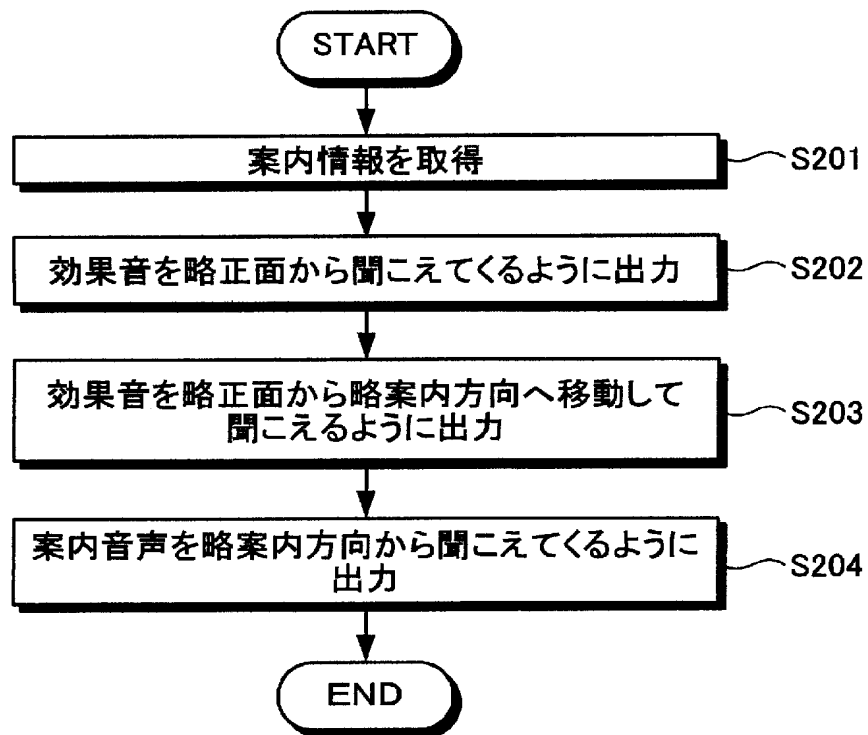 START
案内情報を取得
S201
効果音を略正面から聞こえてくるように出力
S202
効果音を略正面から略案内方向へ移動して
聞こえるように出力
S203
案内音声を略案内方向から聞こえてくるように
出力
S204
END